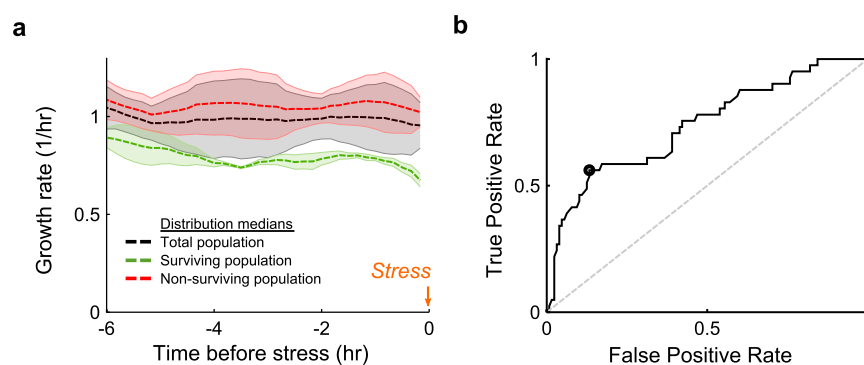 a
Growth rate (1/hr)
1
0.5
0
-6
-4
-2
0
Time before stress (hr)
Distribution medians
Total population
Surviving population
Non-surviving population
Stress
b
True Positive Rate
1
0.5
0
0
0.5
False Positive Rate